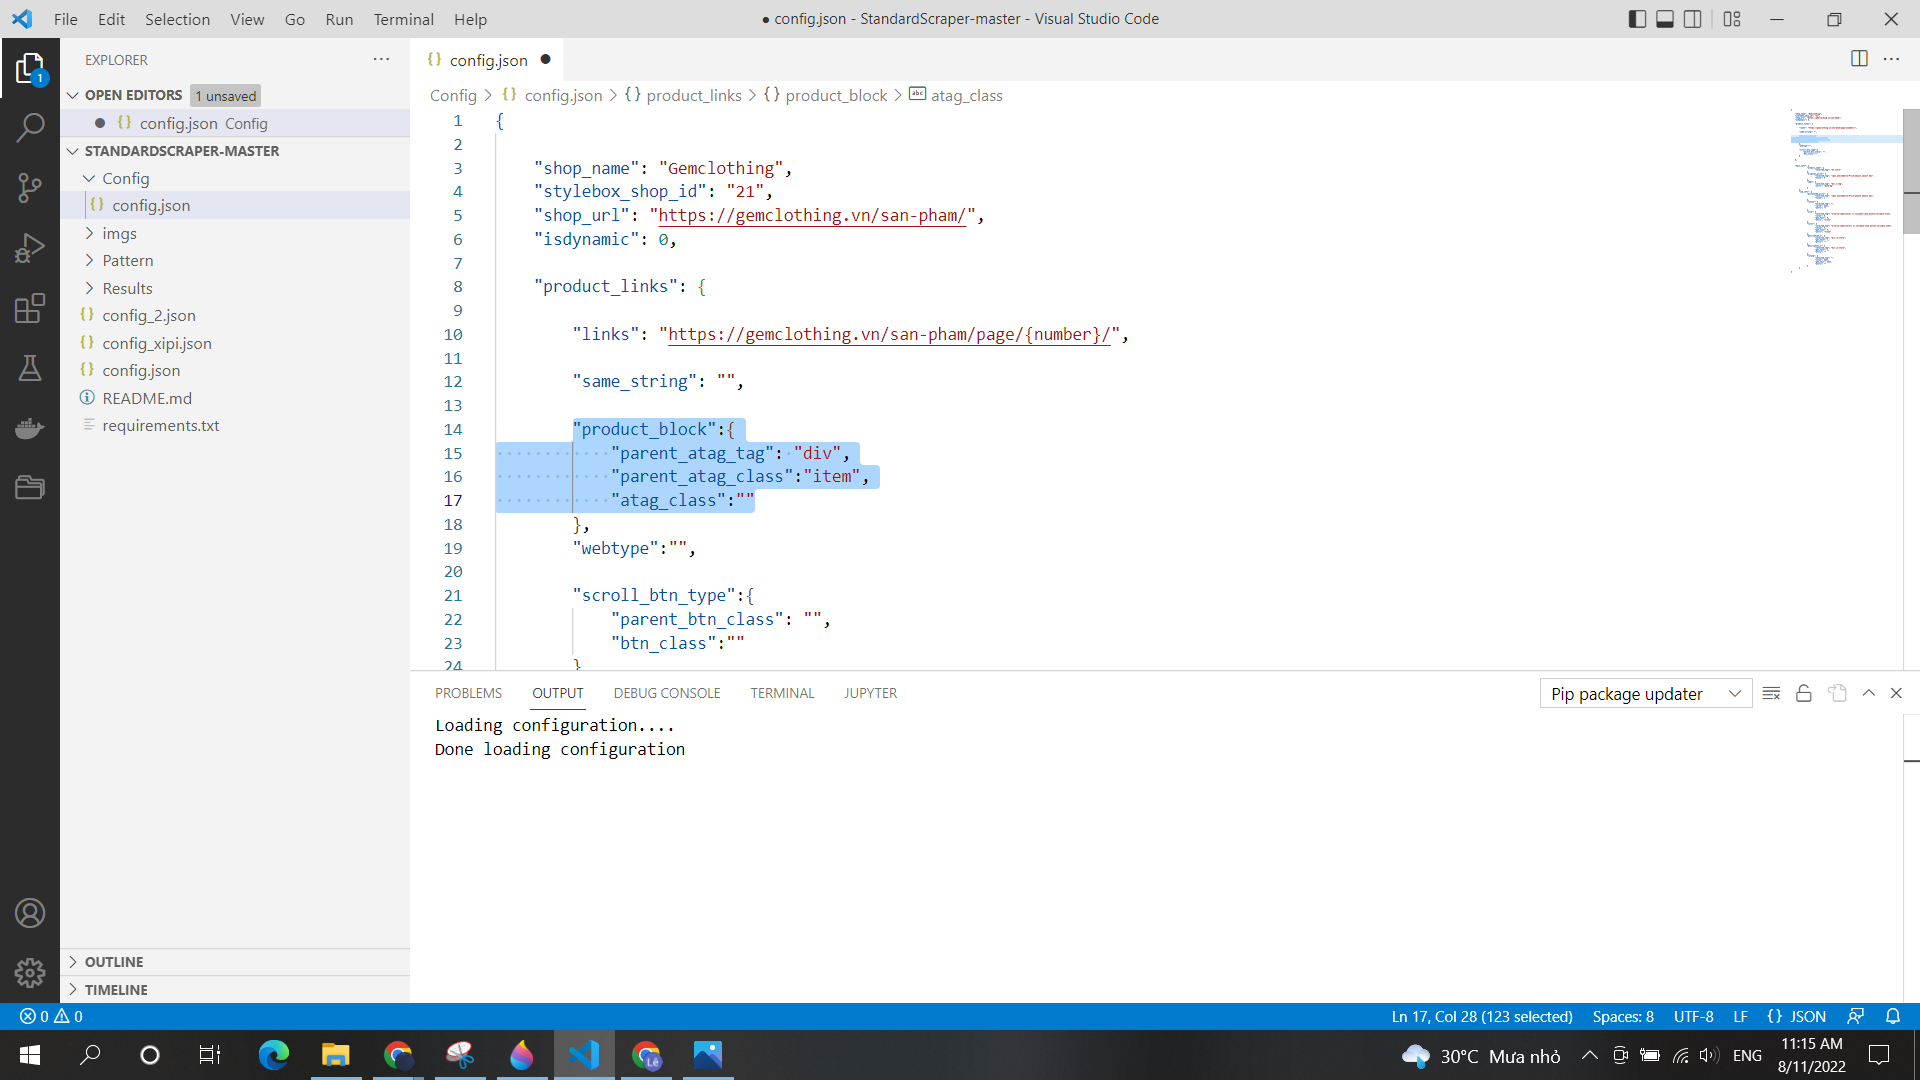 File Edit Selection View Go Run Terminal Help
● config.json - StandardScraper-master - Visual Studio Code
EXPLORER
OPEN EDITORS 1 unsaved
{} config.json Config
STANDARDSCRAPER-MASTER
Config
{} config.json
imgs
Pattern
Results
{} config_2.json
{} config_xipi.json
{} config.json
README.md
requirements.txt
OUTLINE
TIMELINE
1
{} config.json ●
Config > {} config.json > {} product_links > {} product_block > abc atag_class
1 {
2
3 "shop_name": "Gemclothing",
4 "stylebox_shop_id": "21",
5 "shop_url": "https://gemclothing.vn/san-pham/",
6 "isdynamic": 0,
7
8 "product_links": {
9
10 "links": "https://gemclothing.vn/san-pham/page/{number}/",
11
12 "same_string": "",
13
14 "product_block":{
15 "parent_atag_tag": "div",
16 "parent_atag_class":"item",
17 "atag_class":""
18 },
19 "webtype":"",
20
21 "scroll_btn_type":{
22 "parent_btn_class": "",
23 "btn_class":""
24 }
PROBLEMS OUTPUT DEBUG CONSOLE TERMINAL JUPYTER
Pip package updater
Loading configuration....
Done loading configuration
0 0
Ln 17, Col 28 (123 selected) Spaces: 8 UTF-8 LF {} JSON
Lê
30°C Mưa nhỏ
ENG
11:15 AM
8/11/2022